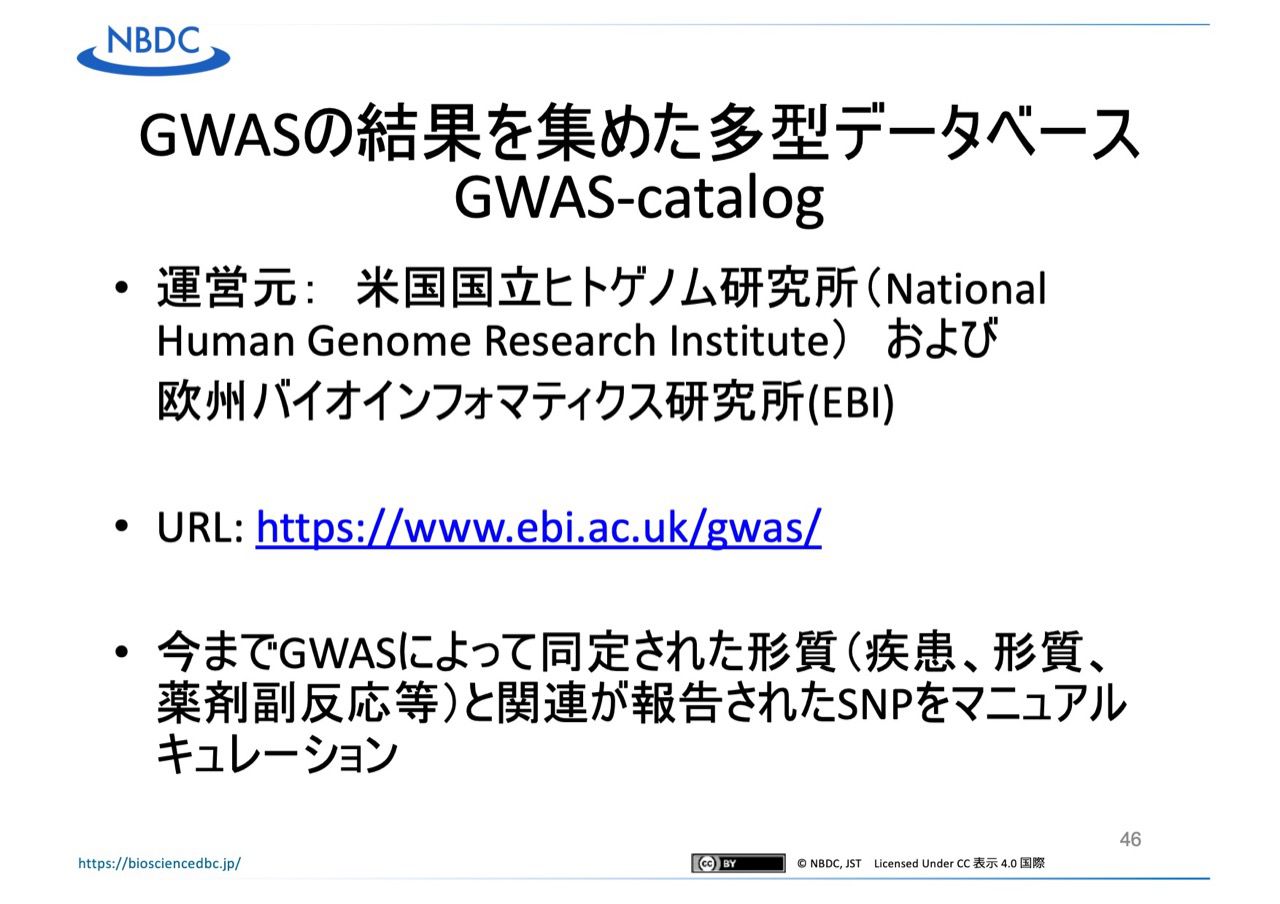 NBDC
GWASの結果を集めた多型データベース
GWAS-catalog
• 運営元： 米国国立ヒトゲノム研究所（National
Human Genome Research Institute） および
欧州バイオインフォマティクス研究所(EBI)
• URL: https://www.ebi.ac.uk/gwas/
• 今までGWASによって同定された形質（疾患、形質、
薬剤副反応等）と関連が報告されたSNPをマニュアル
キュレーション
46
https://biosciencedbc.jp/
cc BY © NBDC, JST Licensed Under CC 表示 4.0 国際